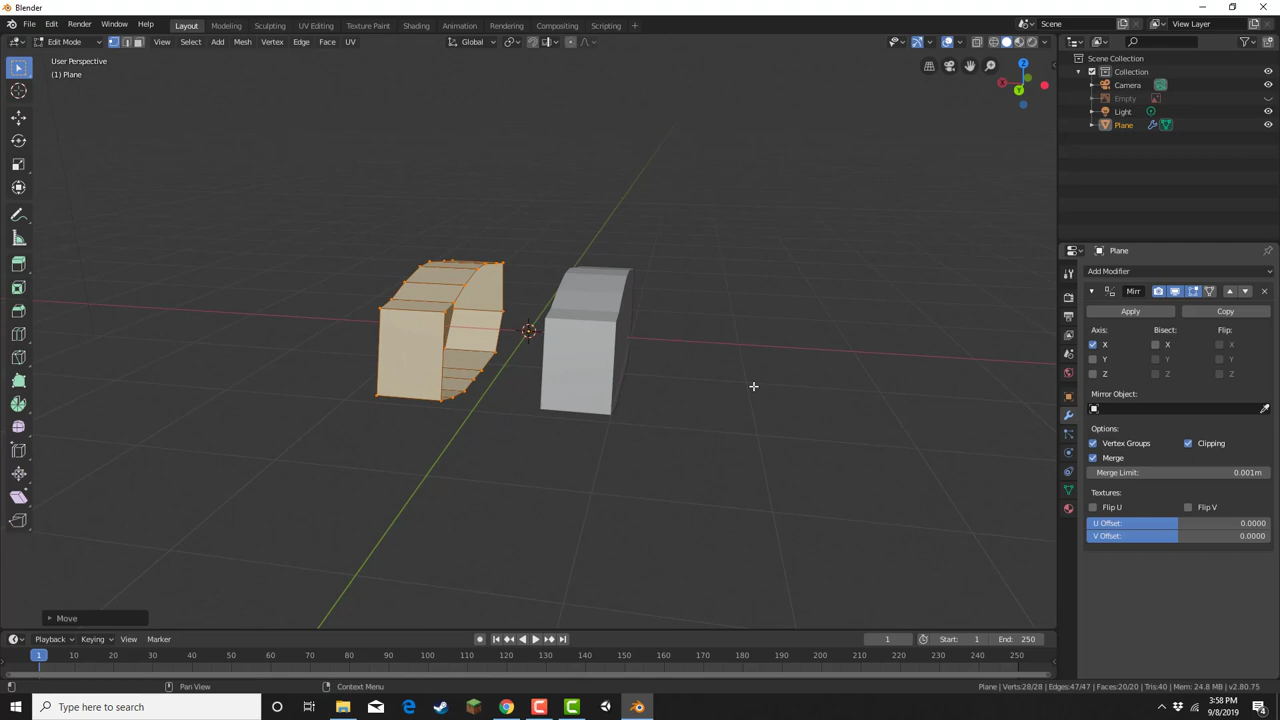 Blender
File Edit Render Window Help Layout Modeling Sculpting UV Editing Texture Paint Shading Animation Rendering Compositing Scripting + Scene View Layer
Edit Mode View Select Add Mesh Vertex Edge Face UV Global
User Perspective
(1) Plane
Z
X
Y
Scene Collection
Collection
Camera
Empty
Light
Plane
Plane
Add Modifier
Mirr
Apply Copy
Axis: Bisect: Flip:
X X X
Y Y Y
Z Z Z
Mirror Object:
Options:
Vertex Groups Clipping
Merge
Merge Limit: 0.001m
Textures:
Flip U Flip V
U Offset: 0.0000
V Offset: 0.0000
Move
Playback Keying View Marker 1 Start: 1 End: 250
1 10 20 30 40 50 60 70 80 90 100 110 120 130 140 150 160 170 180 190 200 210 220 230 240 250
Pan View Context Menu Plane | Verts:28/28 | Edges:47/47 | Faces:20/20 | Tris:40 | Mem: 24.8 MB | v2.80.75
Type here to search
3:58 PM
9/8/2019
4